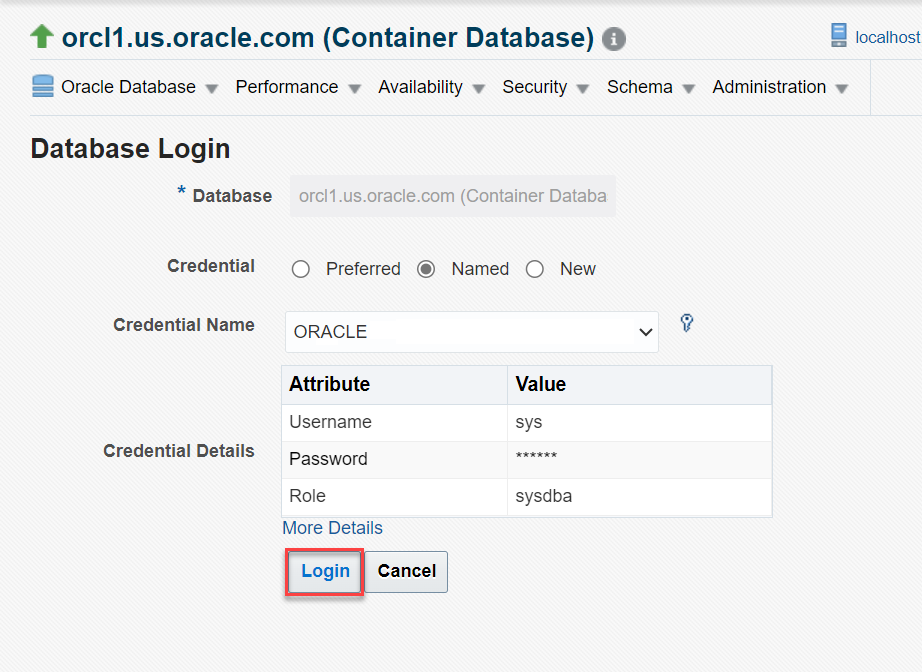 orcl1.us.oracle.com (Container Database) i
localhost
Oracle Database Performance Availability Security Schema Administration
Database Login
* Database orcl1.us.oracle.com (Container Databa
Credential Preferred Named New
Credential Name ORACLE
Attribute Value
Username sys
Credential Details
Password ******
Role sysdba
More Details
Login Cancel